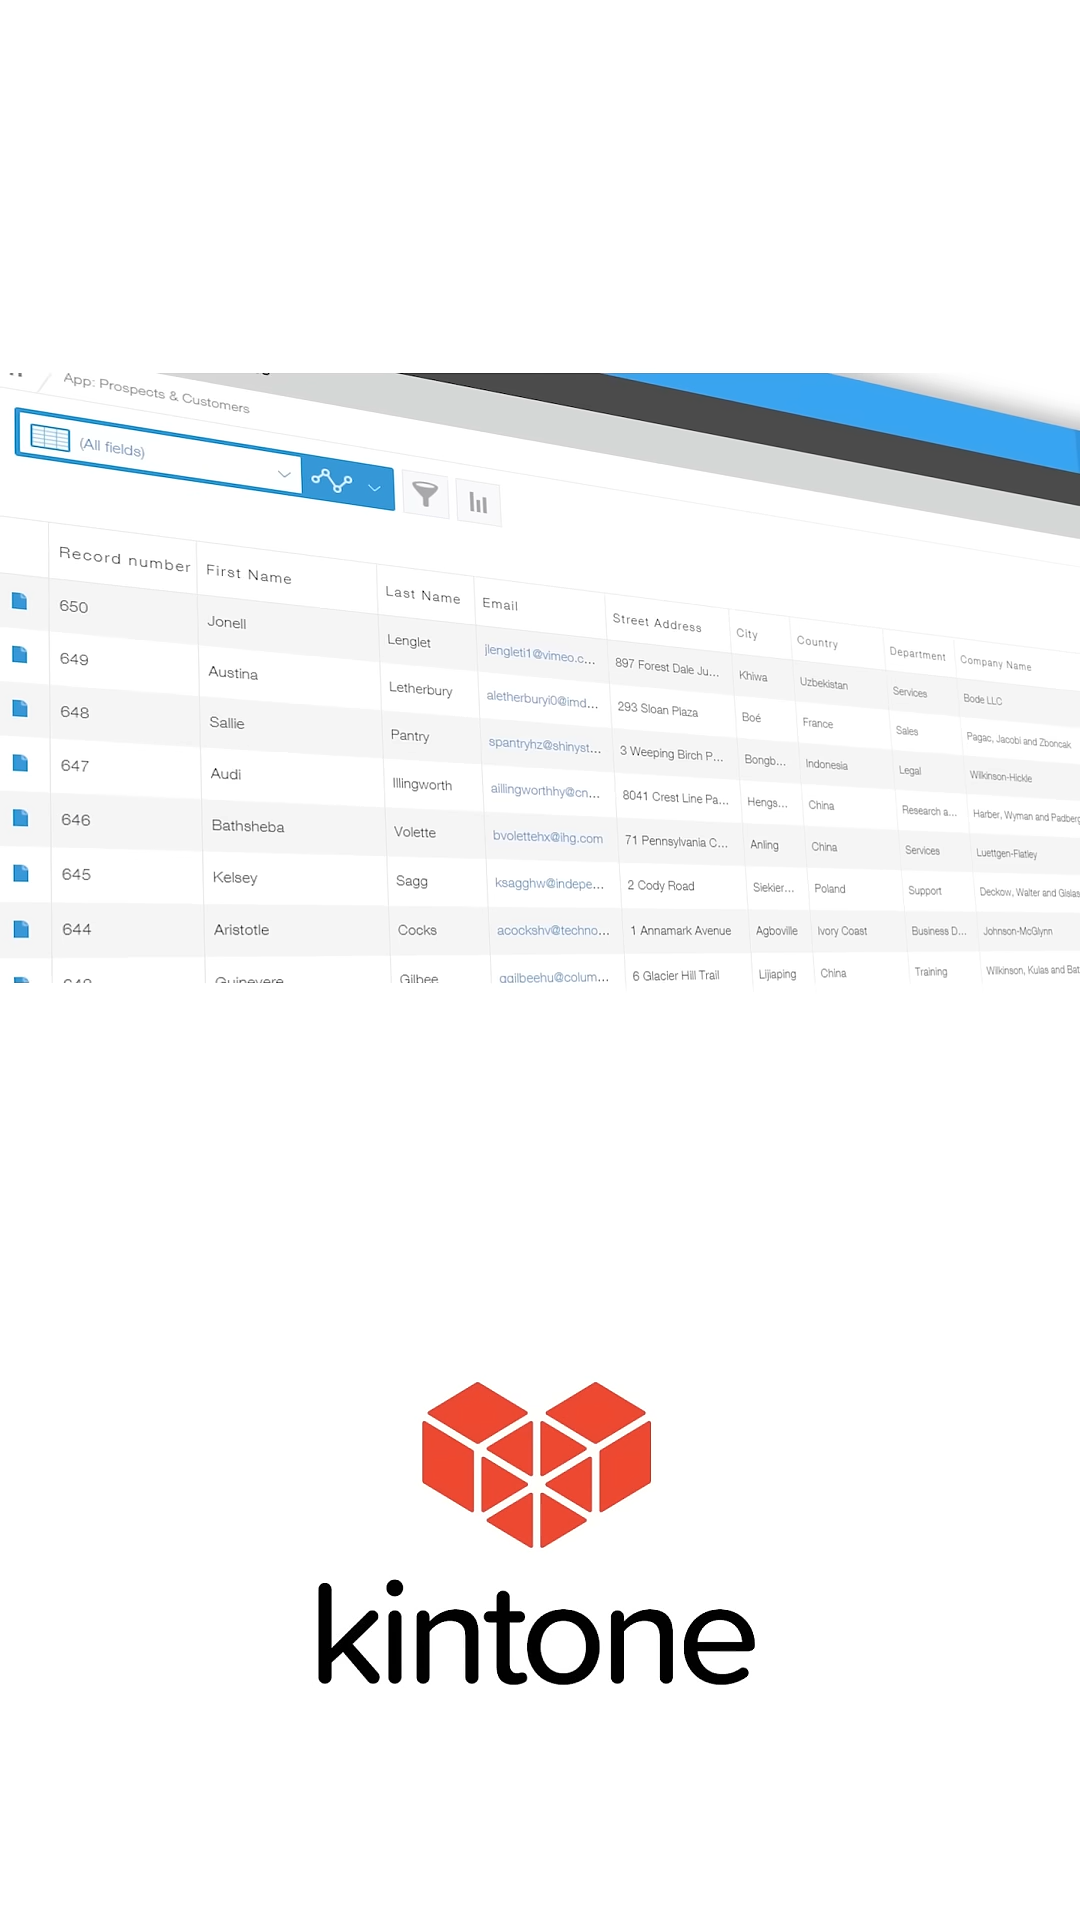 App: Prospects & Customers
(All fields)
Record number First Name Last Name Email Street Address City Country Department Company Name
650 Jonell Lenglet jlengleti1@vimeo.c... 897 Forest Dale Ju... Khiwa Uzbekistan Services Bode LLC
649 Austina Letherbury aletherburyi0@imd... 293 Sloan Plaza Boé France Sales Pagac, Jacobi and Zboncak
648 Sallie Pantry spantryhz@shinyst... 3 Weeping Birch P... Bongb... Indonesia Legal Wilkinson-Hickle
647 Audi Illingworth aillingworthhy@cn... 8041 Crest Line Pa... Hengs... China Research a... Harber, Wyman and Padberg
646 Bathsheba Volette bvolettehx@ihg.com 71 Pennsylvania C... Anling China Services Luettgen-Flatley
645 Kelsey Sagg ksagghw@indepe... 2 Cody Road Siekier... Poland Support Deckow, Walter and Gislas
644 Aristotle Cocks acockshv@techno... 1 Annamark Avenue Agboville Ivory Coast Business D... Johnson-McGlynn
Guinevere Gilbee ggilbeehu@colum... 6 Glacier Hill Trail Lijiaping China Training Wilkinson, Kulas and Bat
kintone